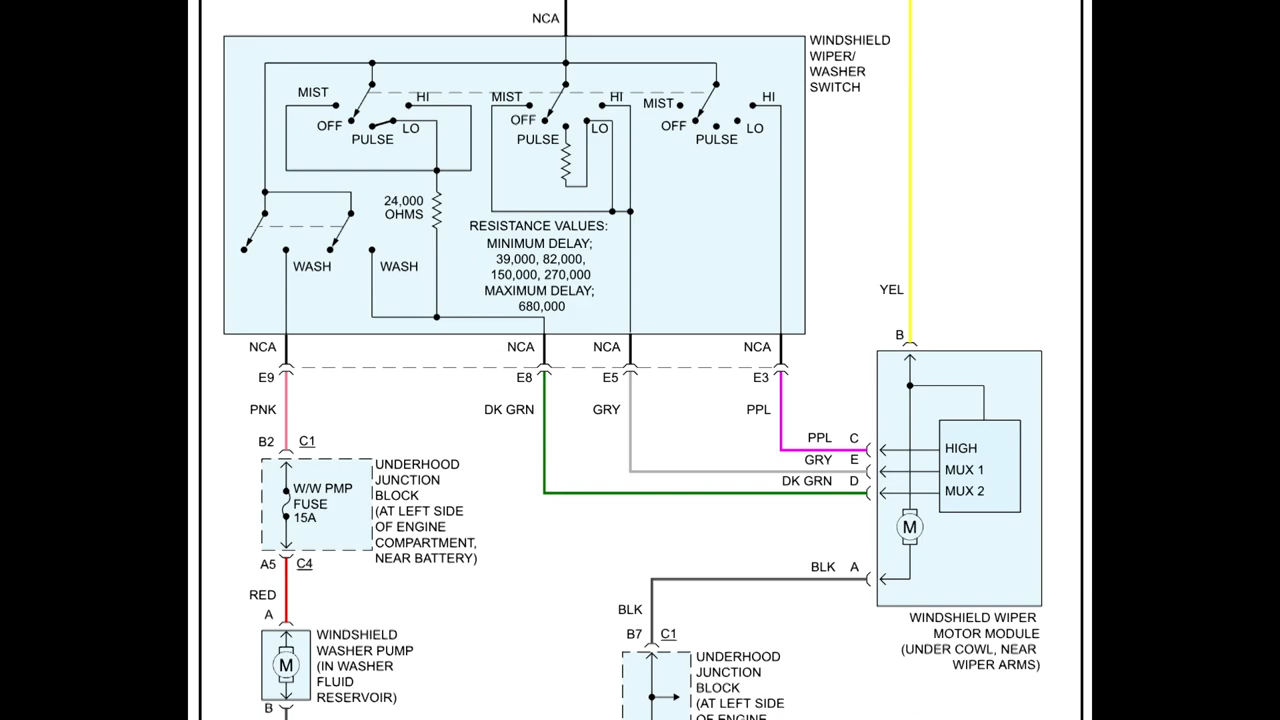 NCA
WINDSHIELD
WIPER/
WASHER
SWITCH
MIST
HI
OFF
LO
PULSE
MIST
HI
OFF
LO
PULSE
MIST
HI
OFF
LO
PULSE
24,000
OHMS
RESISTANCE VALUES:
MINIMUM DELAY;
39,000, 82,000,
150,000, 270,000
MAXIMUM DELAY;
680,000
WASH
WASH
YEL
B
NCA
NCA
NCA
NCA
E9
E8
E5
E3
PNK
DK GRN
GRY
PPL
PPL C
GRY E
DK GRN D
HIGH
MUX 1
MUX 2
M
BLK A
WINDSHIELD WIPER
MOTOR MODULE
(UNDER COWL, NEAR
WIPER ARMS)
B2 C1
W/W PMP
FUSE
15A
UNDERHOOD
JUNCTION
BLOCK
(AT LEFT SIDE
OF ENGINE
COMPARTMENT,
NEAR BATTERY)
A5 C4
RED
A
M
WINDSHIELD
WASHER PUMP
(IN WASHER
FLUID
RESERVOIR)
B
BLK
B7 C1
UNDERHOOD
JUNCTION
BLOCK
(AT LEFT SIDE
OF ENGINE